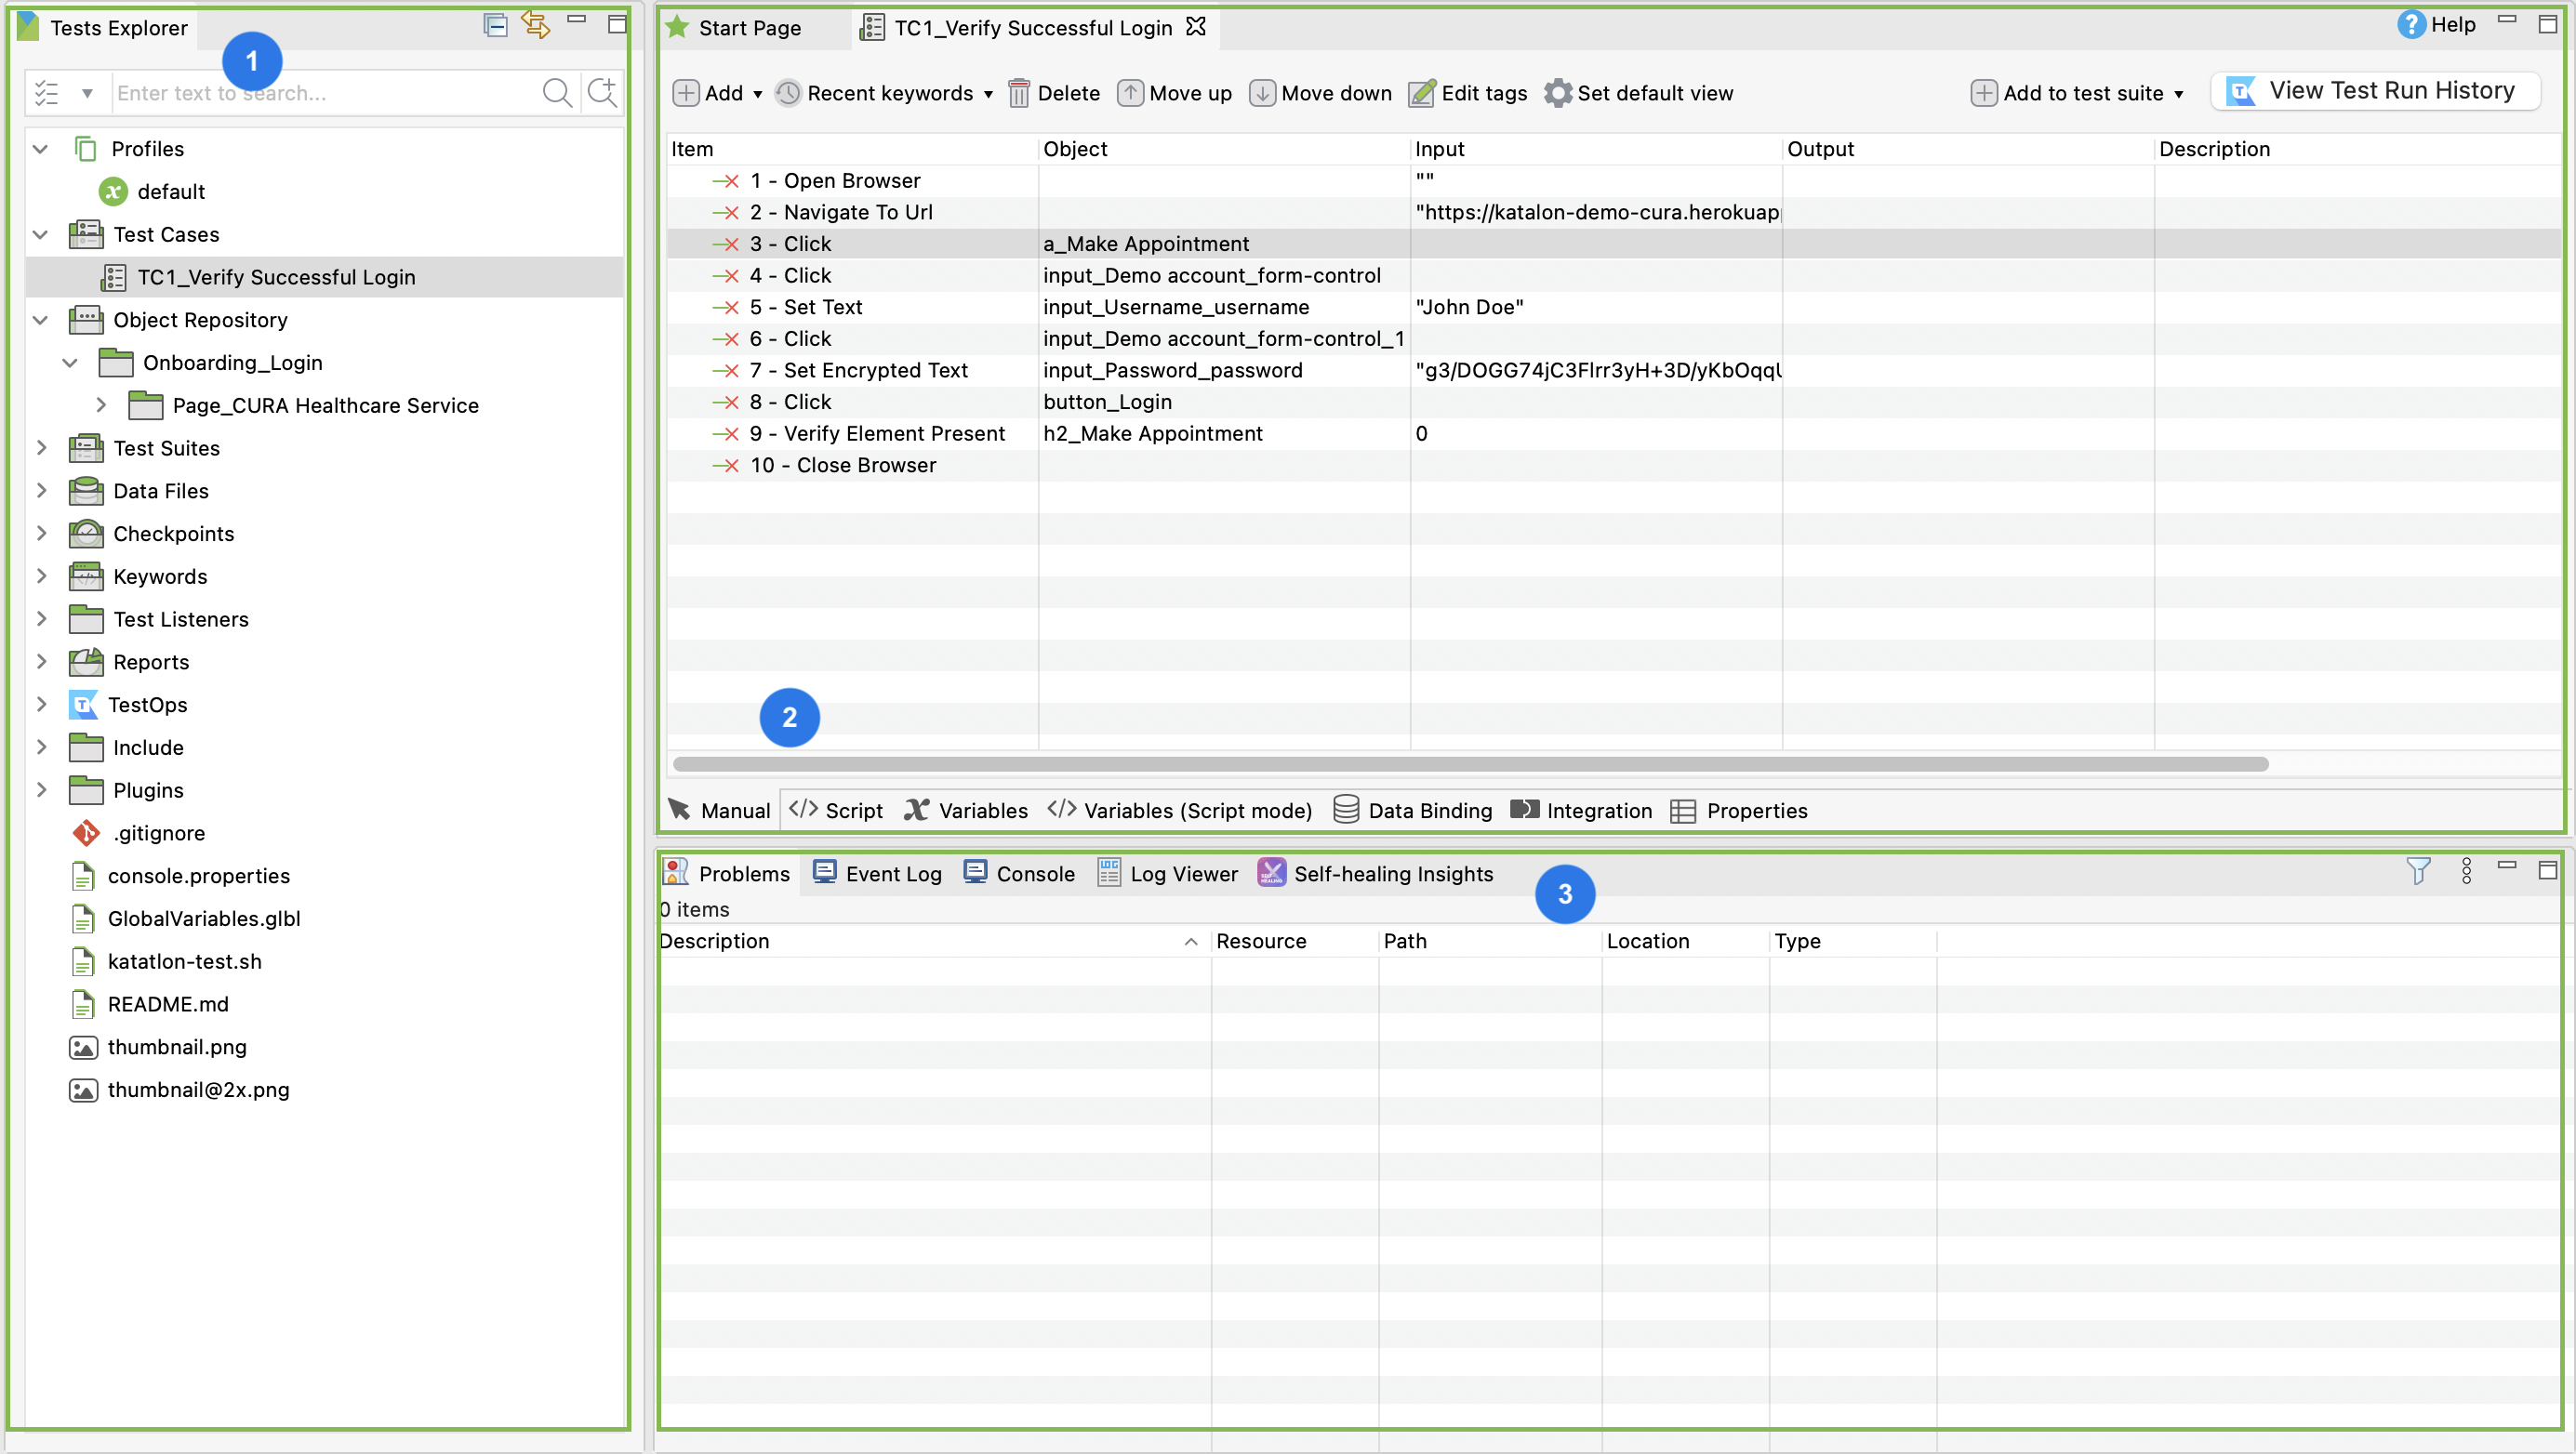 Tests Explorer
1
Enter text to search...
Profiles
default
Test Cases
TC1_Verify Successful Login
Object Repository
Onboarding_Login
Page_CURA Healthcare Service
Test Suites
Data Files
Checkpoints
Keywords
Test Listeners
Reports
TestOps
Include
Plugins
.gitignore
console.properties
GlobalVariables.glbl
katatlon-test.sh
README.md
thumbnail.png
thumbnail@2x.png
Start Page TC1_Verify Successful Login Help
Add Recent keywords Delete Move up Move down Edit tags Set default view Add to test suite View Test Run History
Item Object Input Output Description
1 - Open Browser ""
2 - Navigate To Url "https://katalon-demo-cura.herokuap
3 - Click a_Make Appointment
4 - Click input_Demo account_form-control
5 - Set Text input_Username_username "John Doe"
6 - Click input_Demo account_form-control_1
7 - Set Encrypted Text input_Password_password
8 - Click button_Login
9 - Verify Element Present h2_Make Appointment 0
10 - Close Browser
2
Manual Script Variables Variables (Script mode) Data Binding Integration Properties
Problems Event Log Console Log Viewer Self-healing Insights 3
0 items
Description Resource Path Location Type